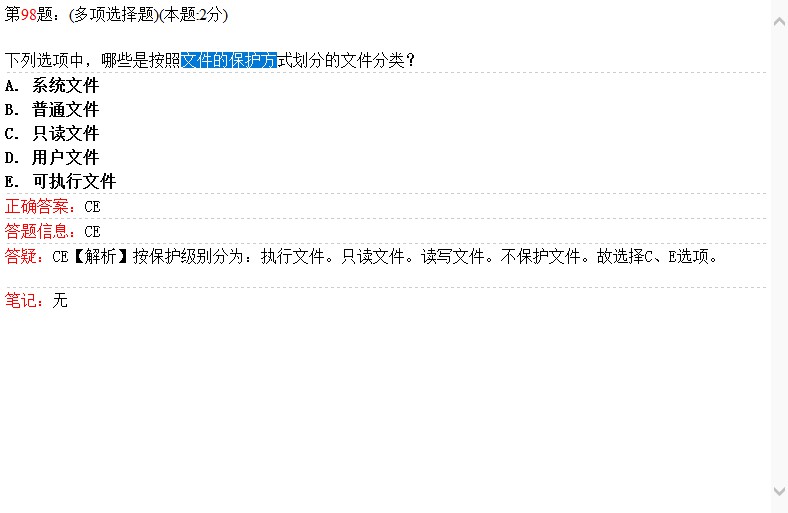 第98题：(多项选择题)(本题:2分)
下列选项中，哪些是按照文件的保护方式划分的文件分类？
A. 系统文件
B. 普通文件
C. 只读文件
D. 用户文件
E. 可执行文件
正确答案：CE
答题信息：CE
答疑：CE【解析】按保护级别分为：执行文件。只读文件。读写文件。不保护文件。故选择C、E选项。
笔记：无